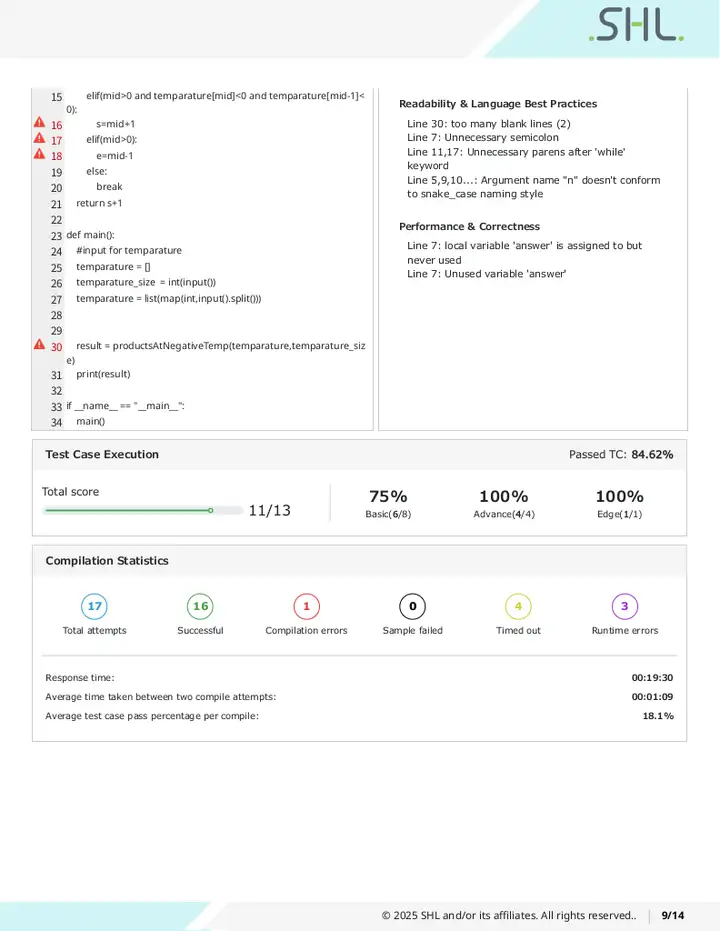 SHL
15 elif(mid>0 and temparature[mid]<0 and temparature[mid-1]<
0):
16 s=mid+1
17 elif(mid>0):
18 e=mid-1
19 else:
20 break
21 return s+1
22
23 def main():
24 #input for temparature
25 temparature = []
26 temparature_size = int(input())
27 temparature = list(map(int,input().split()))
28
29
30 result = productsAtNegativeTemp(temparature,temparature_siz
e)
31 print(result)
32
33 if __name__ == "__main__":
34 main()
Readability & Language Best Practices
Line 30: too many blank lines (2)
Line 7: Unnecessary semicolon
Line 11,17: Unnecessary parens after 'while'
keyword
Line 5,9,10...: Argument name "n" doesn't conform
to snake_case naming style
Performance & Correctness
Line 7: local variable 'answer' is assigned to but
never used
Line 7: Unused variable 'answer'
Test Case Execution Passed TC: 84.62%
Total score
11/13
75% 100% 100%
Basic(6/8) Advance(4/4) Edge(1/1)
Compilation Statistics
17 16 1 0 4 3
Total attempts Successful Compilation errors Sample failed Timed out Runtime errors
Response time: 00:19:30
Average time taken between two compile attempts: 00:01:09
Average test case pass percentage per compile: 18.1%
© 2025 SHL and/or its affiliates. All rights reserved.. 9/14